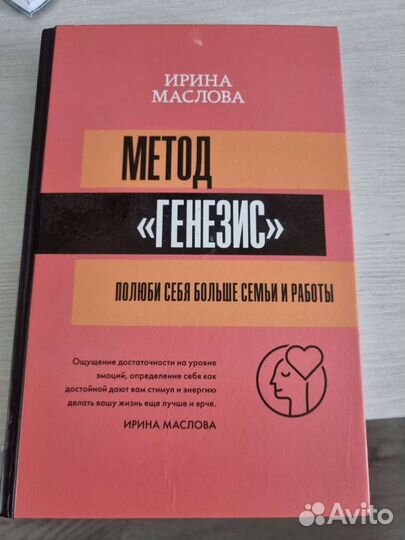 ИРИНА
МАСЛОВА
МЕТОД
«ГЕНЕЗИС»
ПОЛЮБИ СЕБЯ БОЛЬШЕ СЕМЬИ И РАБОТЫ
Ощущение достаточности на уровне
эмоций, определение себя как
достойной дают вам стимул и энергию
делать вашу жизнь еще лучше и ярче.
ИРИНА МАСЛОВА
Avito